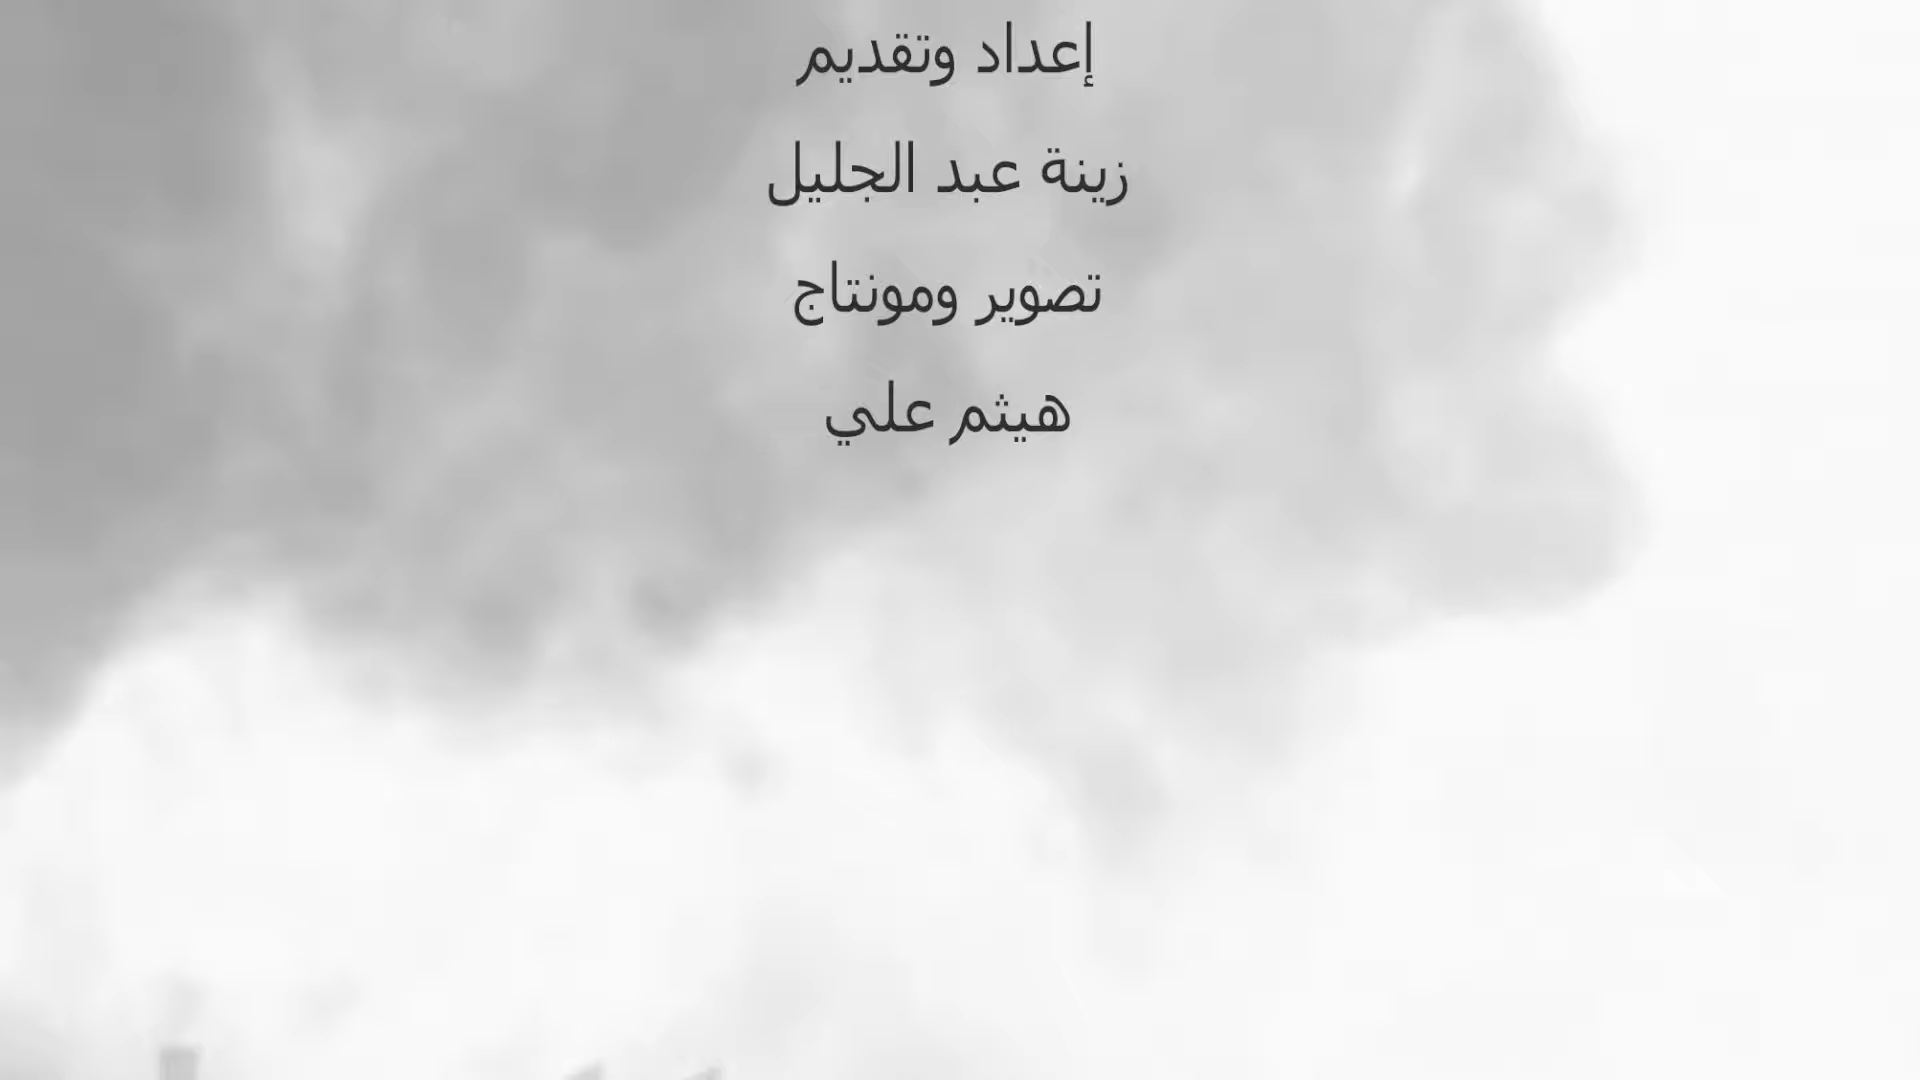 إعداد وتقديم
زينة عبد الجليل
تصوير ومونتاج
هيثم علي